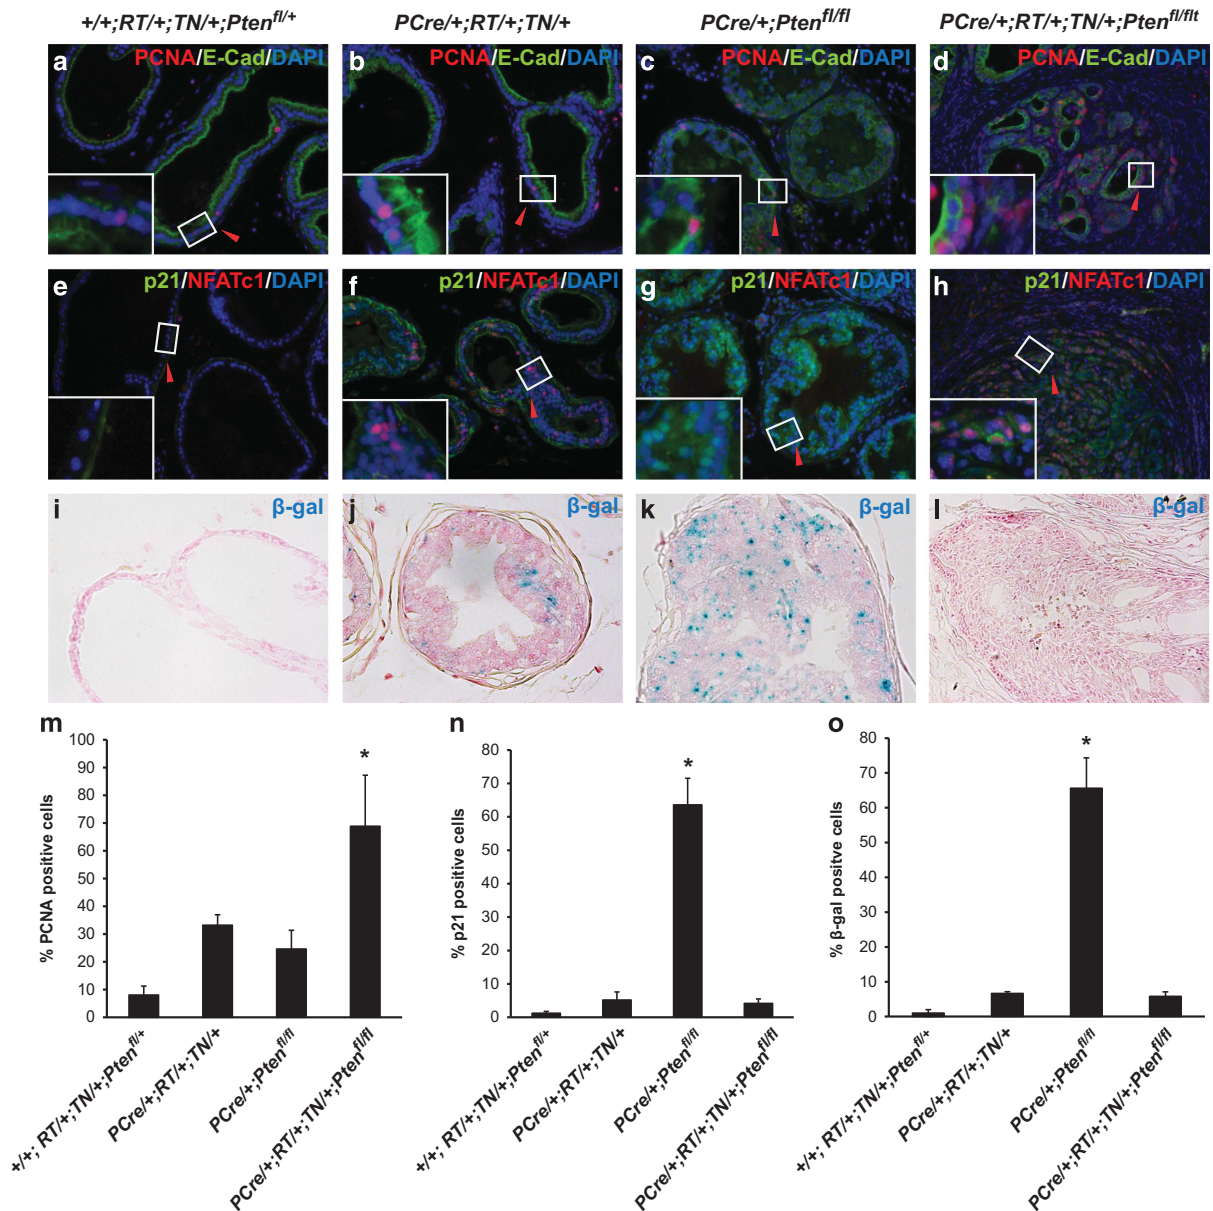 +/+;RT/+;TN/+;Pten^fl/+
PCre/+;RT/+;TN/+
PCre/+;Pten^fl/fl
PCre/+;RT/+;TN/+;Pten^fl/flt
a PCNA/E-Cad/DAPI
b PCNA/E-Cad/DAPI
c PCNA/E-Cad/DAPI
d PCNA/E-Cad/DAPI
e p21/NFATc1/DAPI
f p21/NFATc1/DAPI
g p21/NFATc1/DAPI
h p21/NFATc1/DAPI
i β-gal
j β-gal
k β-gal
l β-gal
m
% PCNA positive cells
100
90
80
70
60
50
40
30
20
10
0
*
+/+; RT/+;TN/+;Pten^fl/+
PCre/+;RT/+;TN/+
PCre/+;Pten^fl/fl
PCre/+;RT/+;TN/+;Pten^fl/fl
n
% p21 positive cells
80
70
60
50
40
30
20
10
0
*
+/+; RT/+;TN/+;Pten^fl/+
PCre/+;RT/+;TN/+
PCre/+;Pten^fl/fl
PCre/+;RT/+;TN/+;Pten^fl/fl
o
% β-gal positive cells
80
70
60
50
40
30
20
10
0
*
+/+; RT/+;TN/+;Pten^fl/+
PCre/+;RT/+;TN/+
PCre/+;Pten^fl/fl
PCre/+;RT/+;TN/+;Pten^fl/fl